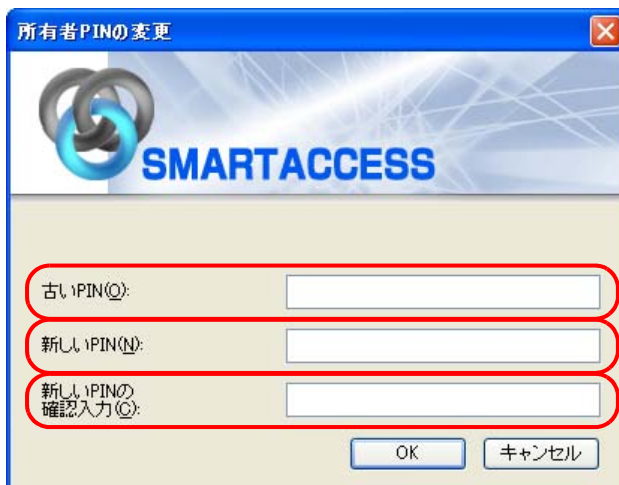 所有者PINの変更
SMARTACCESS
古いPIN(O):
新しいPIN(N):
新しいPINの
確認入力(C):
OK
キャンセル